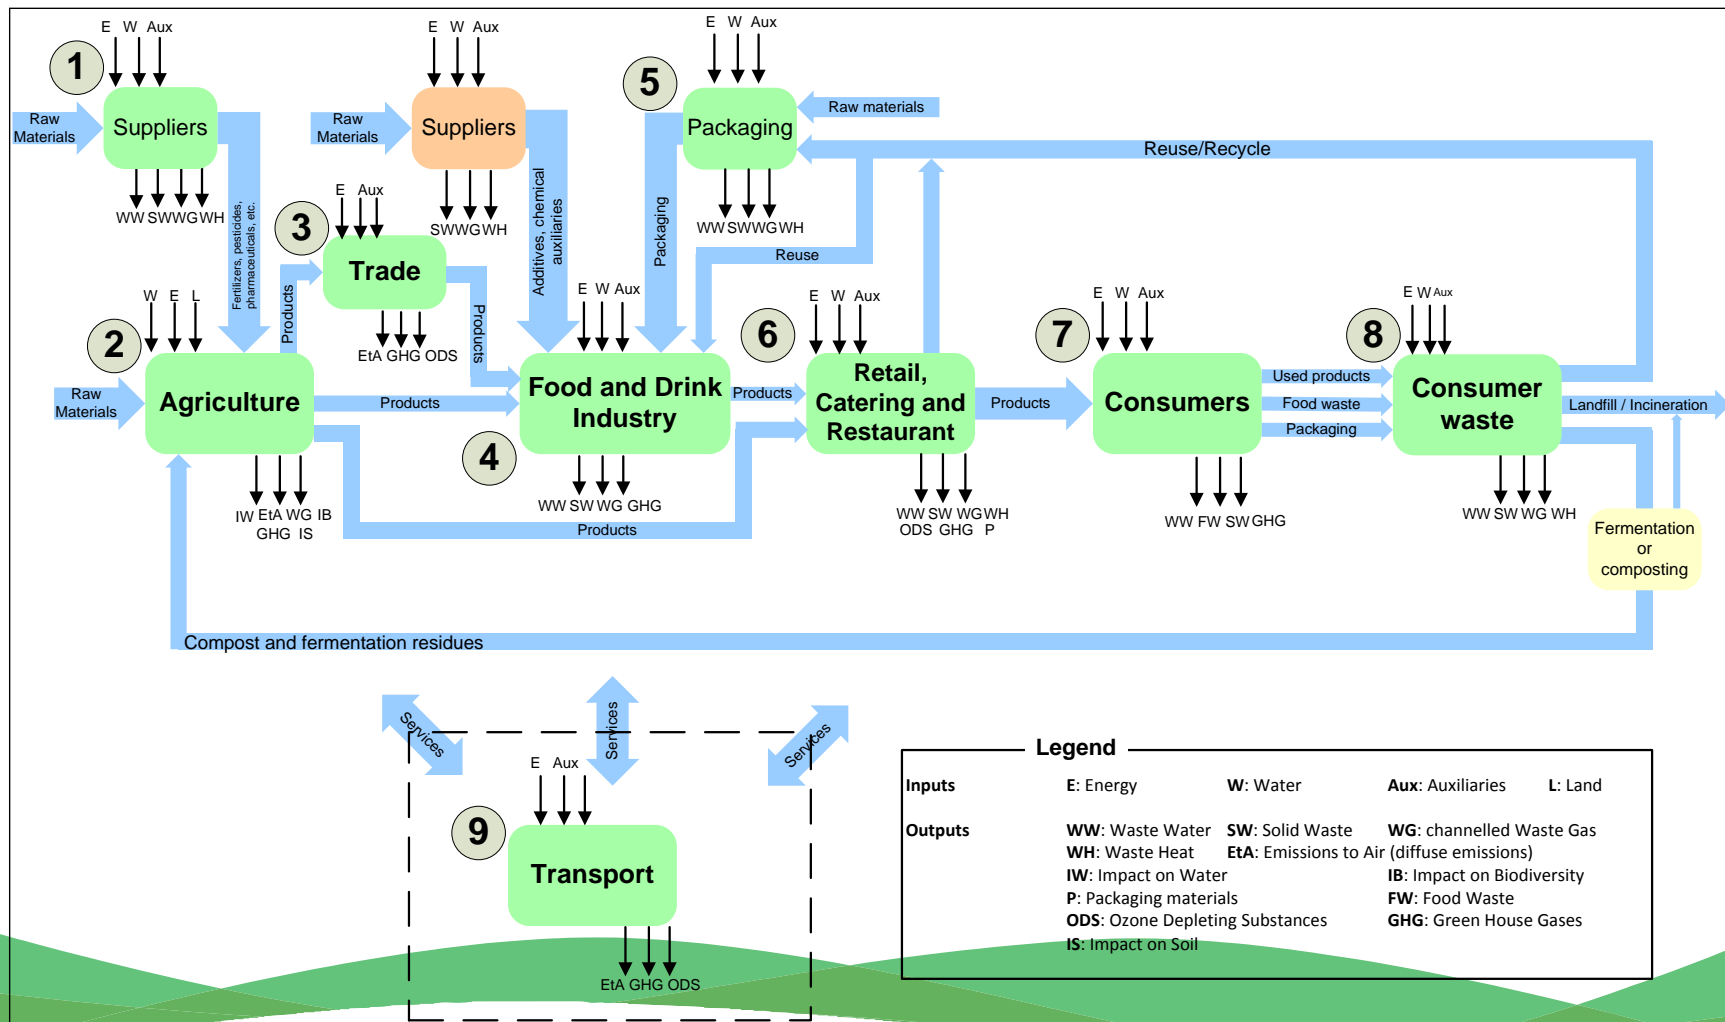 E W Aux
1
Raw
Materials
Suppliers
WW SW WG WH
Fertilizers, pesticides,
pharmaceuticals, etc.
E W Aux
Raw
Materials
Suppliers
SW WG WH
Additives, chemical
auxiliaries
E W Aux
5
Packaging
Raw materials
WW SW WG WH
Packaging
Reuse/Recycle
Reuse
E Aux
3
Trade
EtA GHG ODS
Products
Products
W E L
2
Raw
Materials
Agriculture
IW EtA WG IB
GHG IS
Products
E W Aux
Food and Drink
Industry
4
WW SW WG GHG
Products
Products
E W Aux
6
Retail,
Catering and
Restaurant
WW SW WG WH
ODS GHG P
Products
E W Aux
7
Consumers
WW FW SW GHG
Used products
Food waste
Packaging
E W Aux
8
Consumer
waste
WW SW WG WH
Landfill / Incineration
Fermentation
or
composting
Compost and fermentation residues
Services
Services
Services
E Aux
9
Transport
EtA GHG ODS
Legend
Inputs E: Energy W: Water Aux: Auxiliaries L: Land
Outputs WW: Waste Water SW: Solid Waste WG: channelled Waste Gas
WH: Waste Heat EtA: Emissions to Air (diffuse emissions)
IW: Impact on Water IB: Impact on Biodiversity
P: Packaging materials FW: Food Waste
ODS: Ozone Depleting Substances GHG: Green House Gases
IS: Impact on Soil